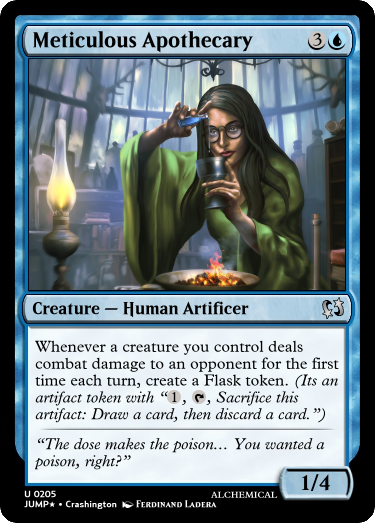 Meticulous Apothecary 3
Creature — Human Artificer
Whenever a creature you control deals
combat damage to an opponent for the first
time each turn, create a Flask token. (Its an
artifact token with “1, , Sacrifice this
artifact: Draw a card, then discard a card.”)
“The dose makes the poison… You wanted a
poison, right?”
1/4
U 0205 ALCHEMICAL
JUMP★ • Crashington FERDINAND LADERA